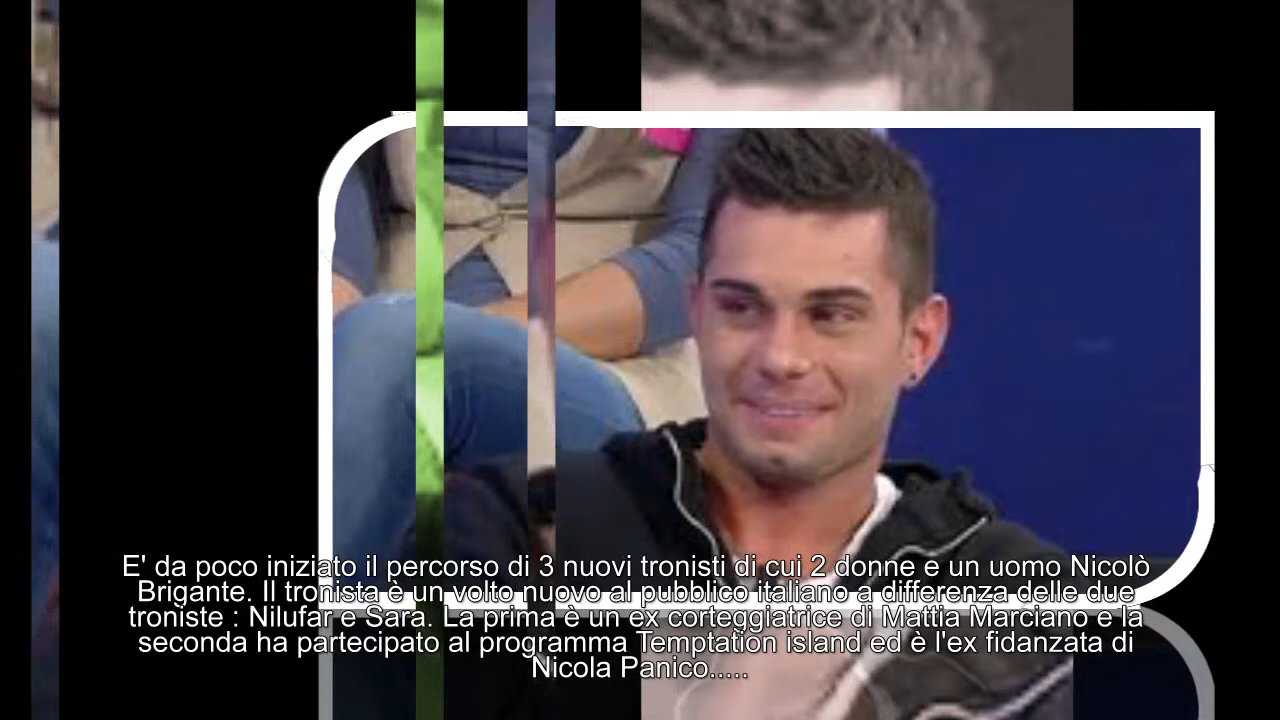 E' da poco iniziato il percorso di 3 nuovi tronisti di cui 2 donne e un uomo Nicolò
Brigante. Il tronista è un volto nuovo al pubblico italiano a differenza delle due
troniste : Nilufar e Sara. La prima è un ex corteggiatrice di Mattia Marciano e la
seconda ha partecipato al programma Temptation island ed è l'ex fidanzata di
Nicola Panico.....